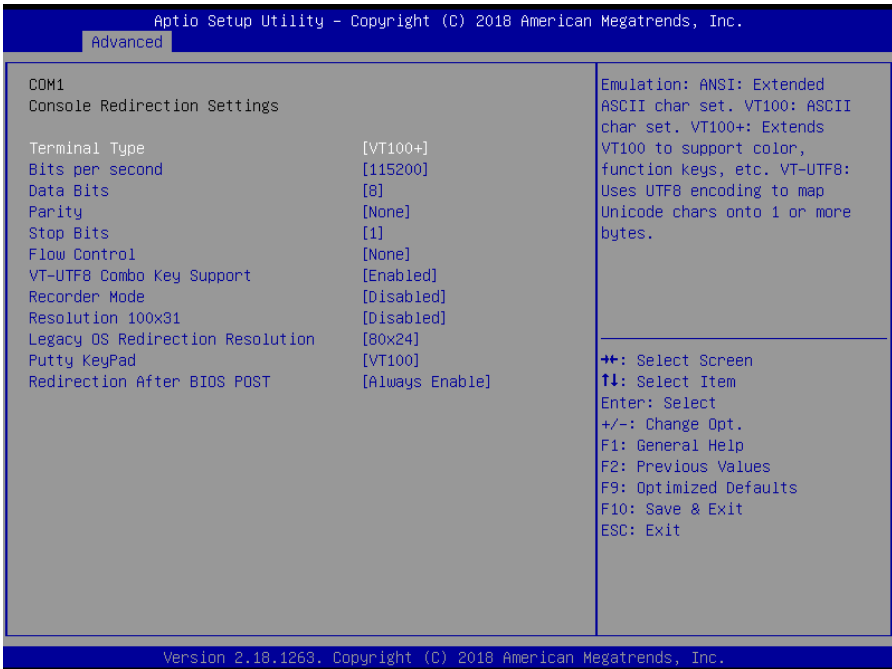 Aptio Setup Utility – Copyright (C) 2018 American Megatrends, Inc.
Advanced
COM1
Console Redirection Settings
Terminal Type [VT100+]
Bits per second [115200]
Data Bits [8]
Parity [None]
Stop Bits [1]
Flow Control [None]
VT-UTF8 Combo Key Support [Enabled]
Recorder Mode [Disabled]
Resolution 100x31 [Disabled]
Legacy OS Redirection Resolution [80x24]
Putty KeyPad [VT100]
Redirection After BIOS POST [Always Enable]
Emulation: ANSI: Extended
ASCII char set. VT100: ASCII
char set. VT100+: Extends
VT100 to support color,
function keys, etc. VT-UTF8:
Uses UTF8 encoding to map
Unicode chars onto 1 or more
bytes.
→←: Select Screen
↑↓: Select Item
Enter: Select
+/-: Change Opt.
F1: General Help
F2: Previous Values
F9: Optimized Defaults
F10: Save & Exit
ESC: Exit
Version 2.18.1263. Copyright (C) 2018 American Megatrends, Inc.